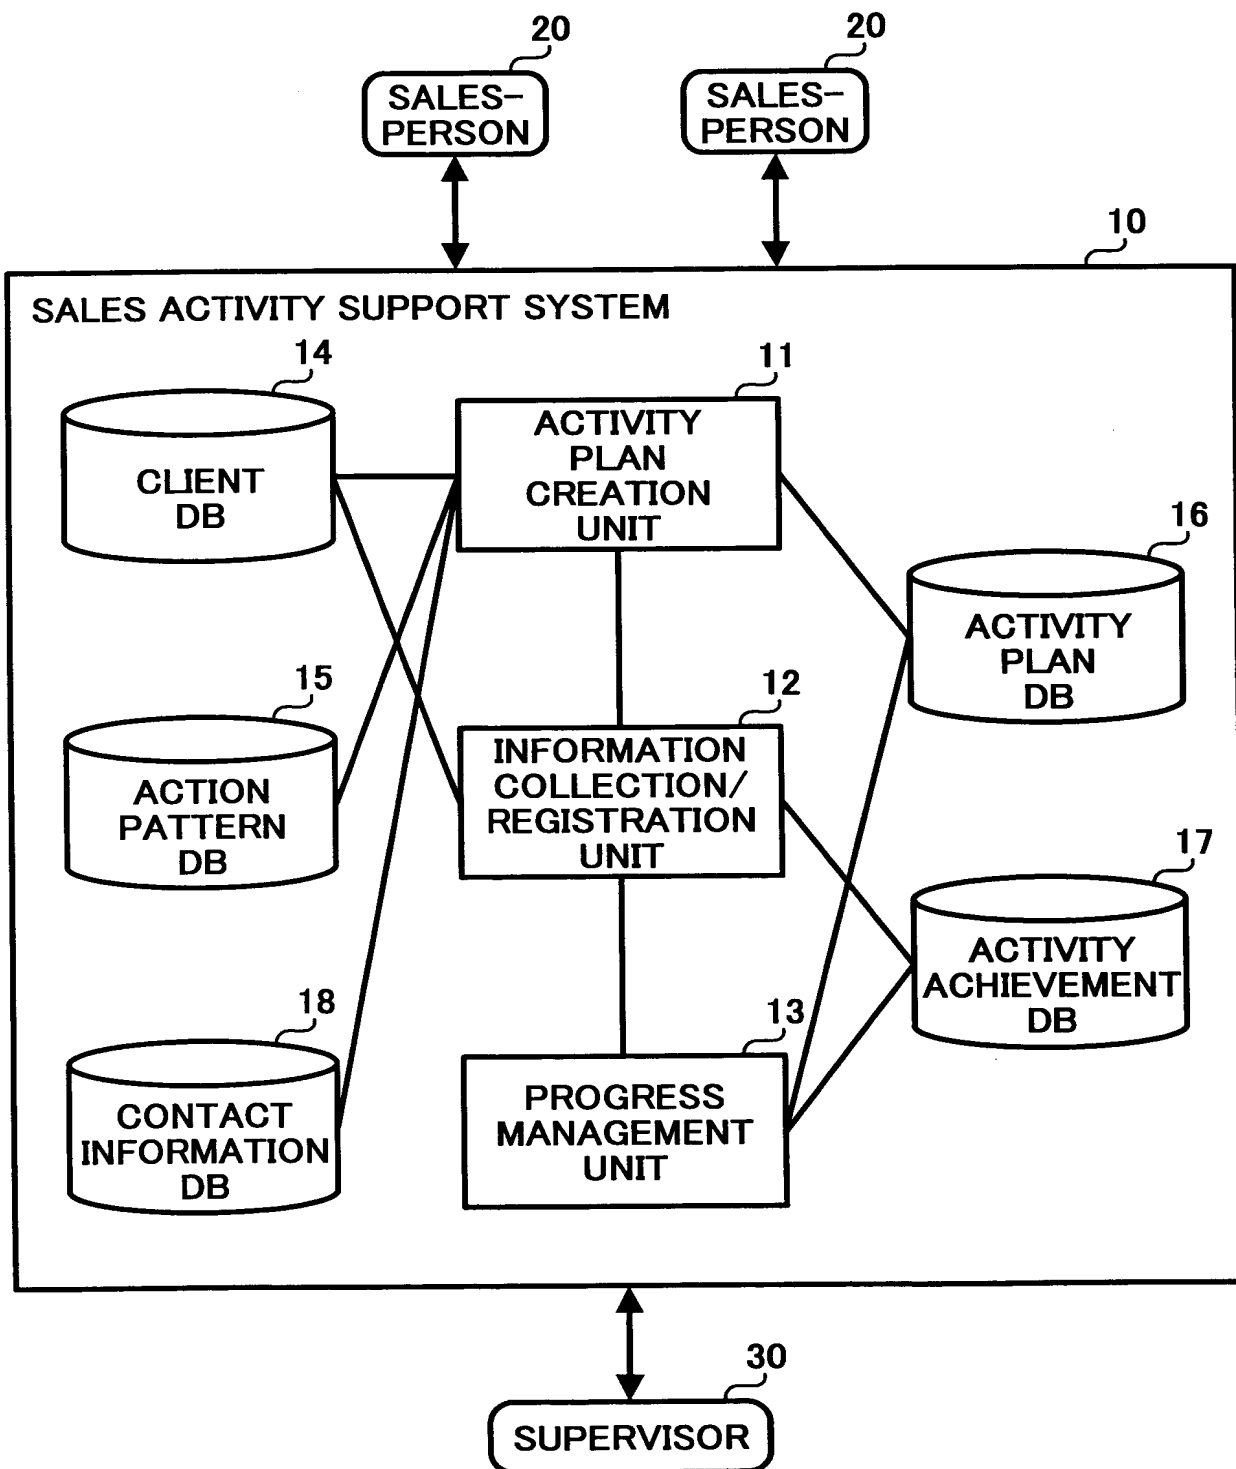 20
20
SALES-
PERSON
SALES-
PERSON
10
SALES ACTIVITY SUPPORT SYSTEM
14
CLIENT
DB
11
ACTIVITY
PLAN
CREATION
UNIT
16
ACTIVITY
PLAN
DB
15
ACTION
PATTERN
DB
12
INFORMATION
COLLECTION/
REGISTRATION
UNIT
17
ACTIVITY
ACHIEVEMENT
DB
18
CONTACT
INFORMATION
DB
13
PROGRESS
MANAGEMENT
UNIT
30
SUPERVISOR